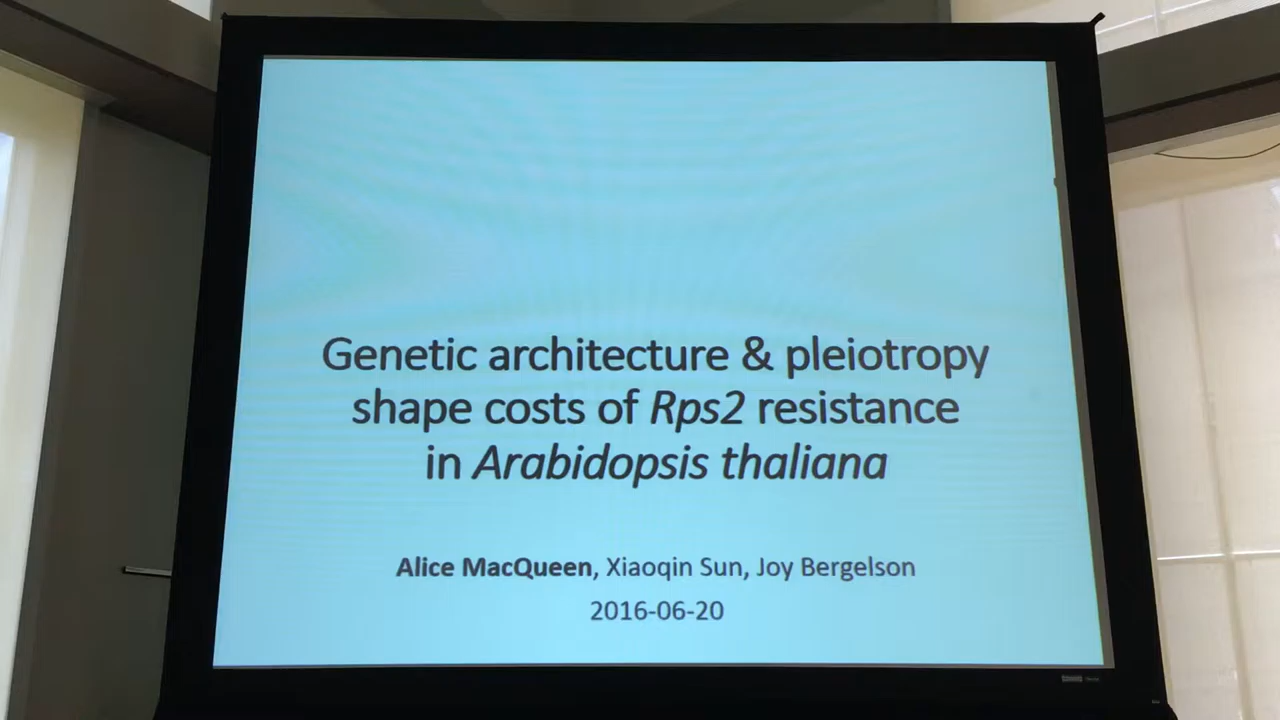 Genetic architecture & pleiotropy
shape costs of Rps2 resistance
in Arabidopsis thaliana
Alice MacQueen, Xiaoqin Sun, Joy Bergelson
2016-06-20